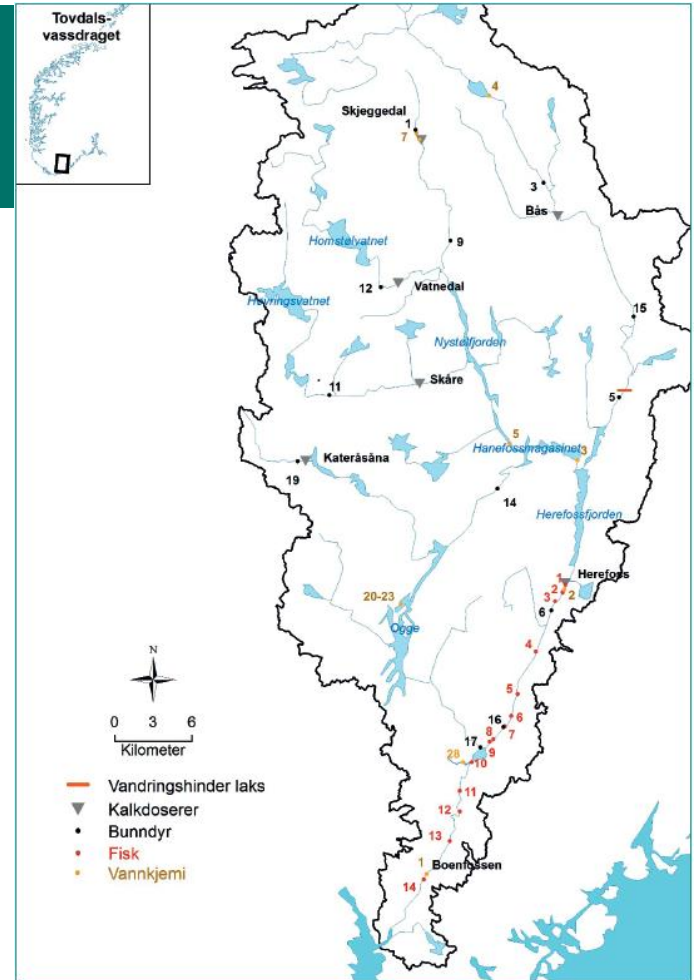 Tovdals-
vassdraget
4
Skjeggedal
1
7
3
Bås
9
Homstølvatnet
12
Vatnedal
Høvringsvatnet
15
Nystølfjorden
Skåre
11
5
5
Hanefossmagasinet
3
Kateråsåna
19
14
Herefossfjorden
1
Herefoss
2
2
3
6
20-23
Ogge
4
5
N
6
16
7
8
17
9
28
10
0 3 6
Kilometer
11
12
13
1
Boenfossen
14
Vandringshinder laks
Kalkdoserer
Bunndyr
Fisk
Vannkjemi